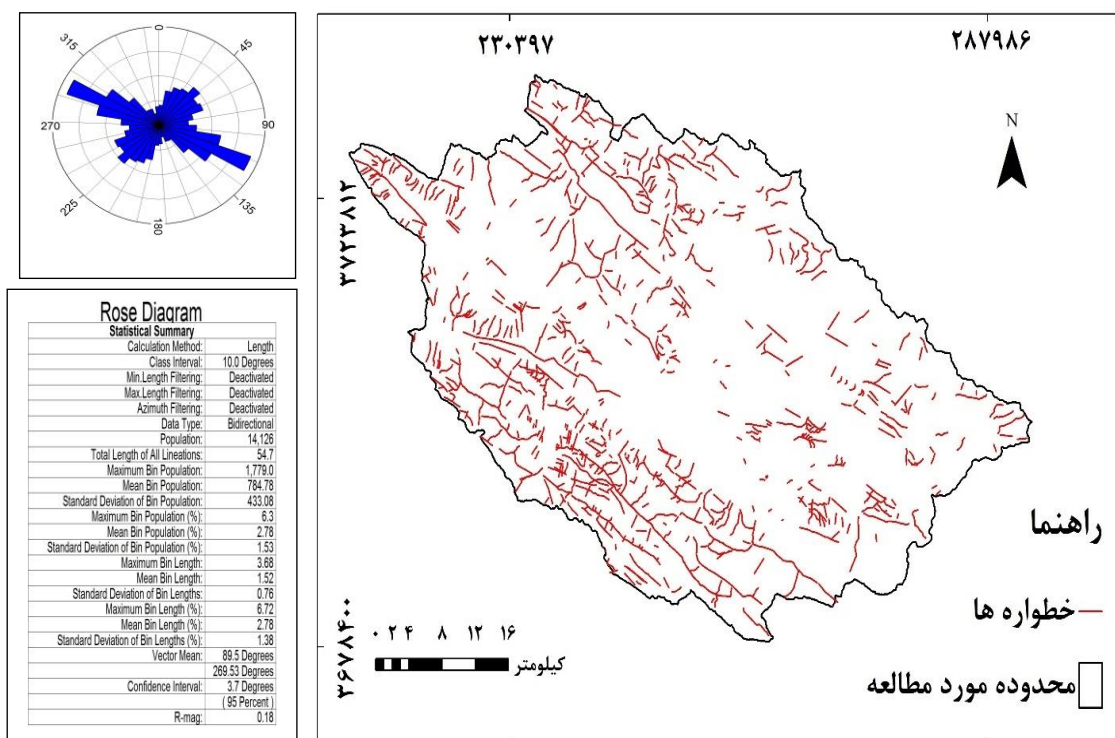 0
45
90
135
180
225
270
315
Rose Diagram
Statistical Summary
Calculation Method: Length
Class Interval: 10.0 Degrees
Min.Length Filtering: Deactivated
Max.Length Filtering: Deactivated
Azimuth Filtering: Deactivated
Data Type: Bidirectional
Population: 14,126
Total Length of All Lineations: 54.7
Maximum Bin Population: 1,779.0
Mean Bin Population: 784.78
Standard Deviation of Bin Population: 433.08
Maximum Bin Population (%): 6.3
Mean Bin Population (%): 2.78
Standard Deviation of Bin Population (%): 1.53
Maximum Bin Length: 3.68
Mean Bin Length: 1.52
Standard Deviation of Bin Lengths: 0.76
Maximum Bin Length (%): 6.72
Mean Bin Length (%): 2.78
Standard Deviation of Bin Lengths (%): 1.38
Vector Mean: 89.5 Degrees
269.53 Degrees
Confidence Interval: 3.7 Degrees
( 95 Percent )
R-mag: 0.18
۲۳۰۳۹۷
۲۸۷۹۸۶
N
۳۷۲۳۸۱۲
۳۶۷۸۴۰۰
راهنما
خطواره ها
محدوده مورد مطالعه
۰ ۲ ۴ ۸ ۱۲ ۱۶
کیلومتر